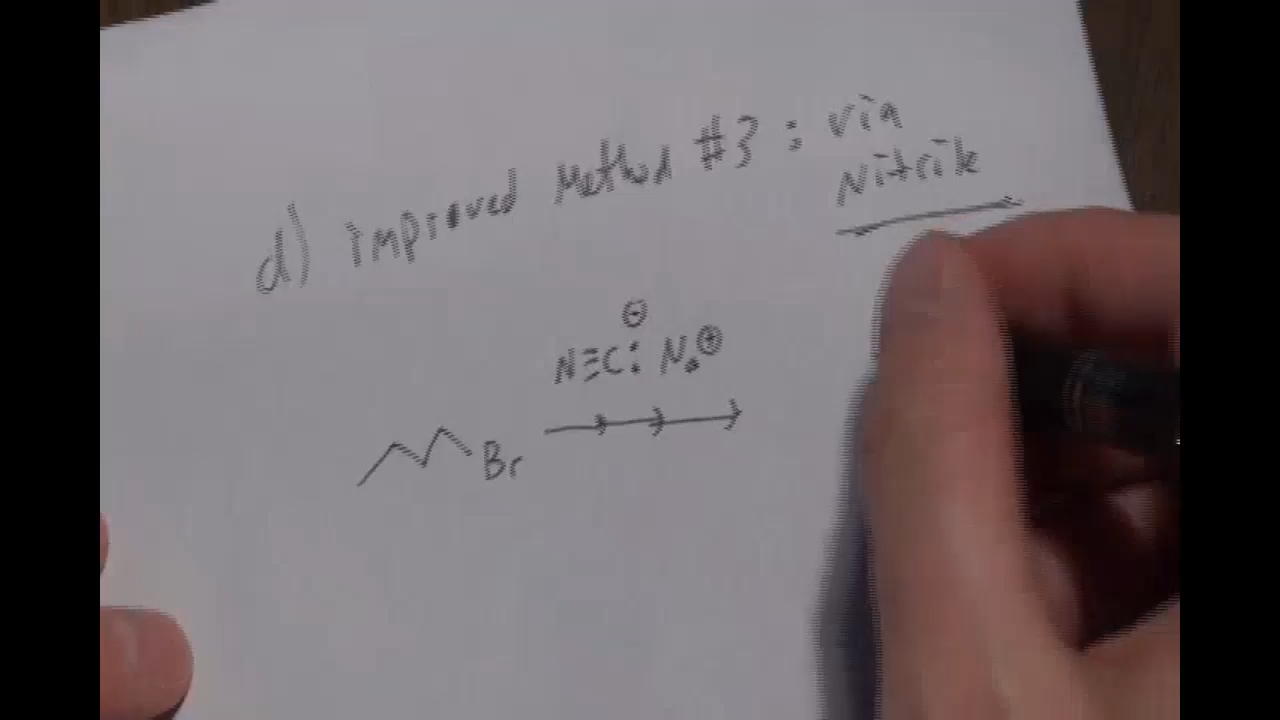 d) improved Method #3 : via
Nitrile
⊖
N≡C: Na⊕
Br